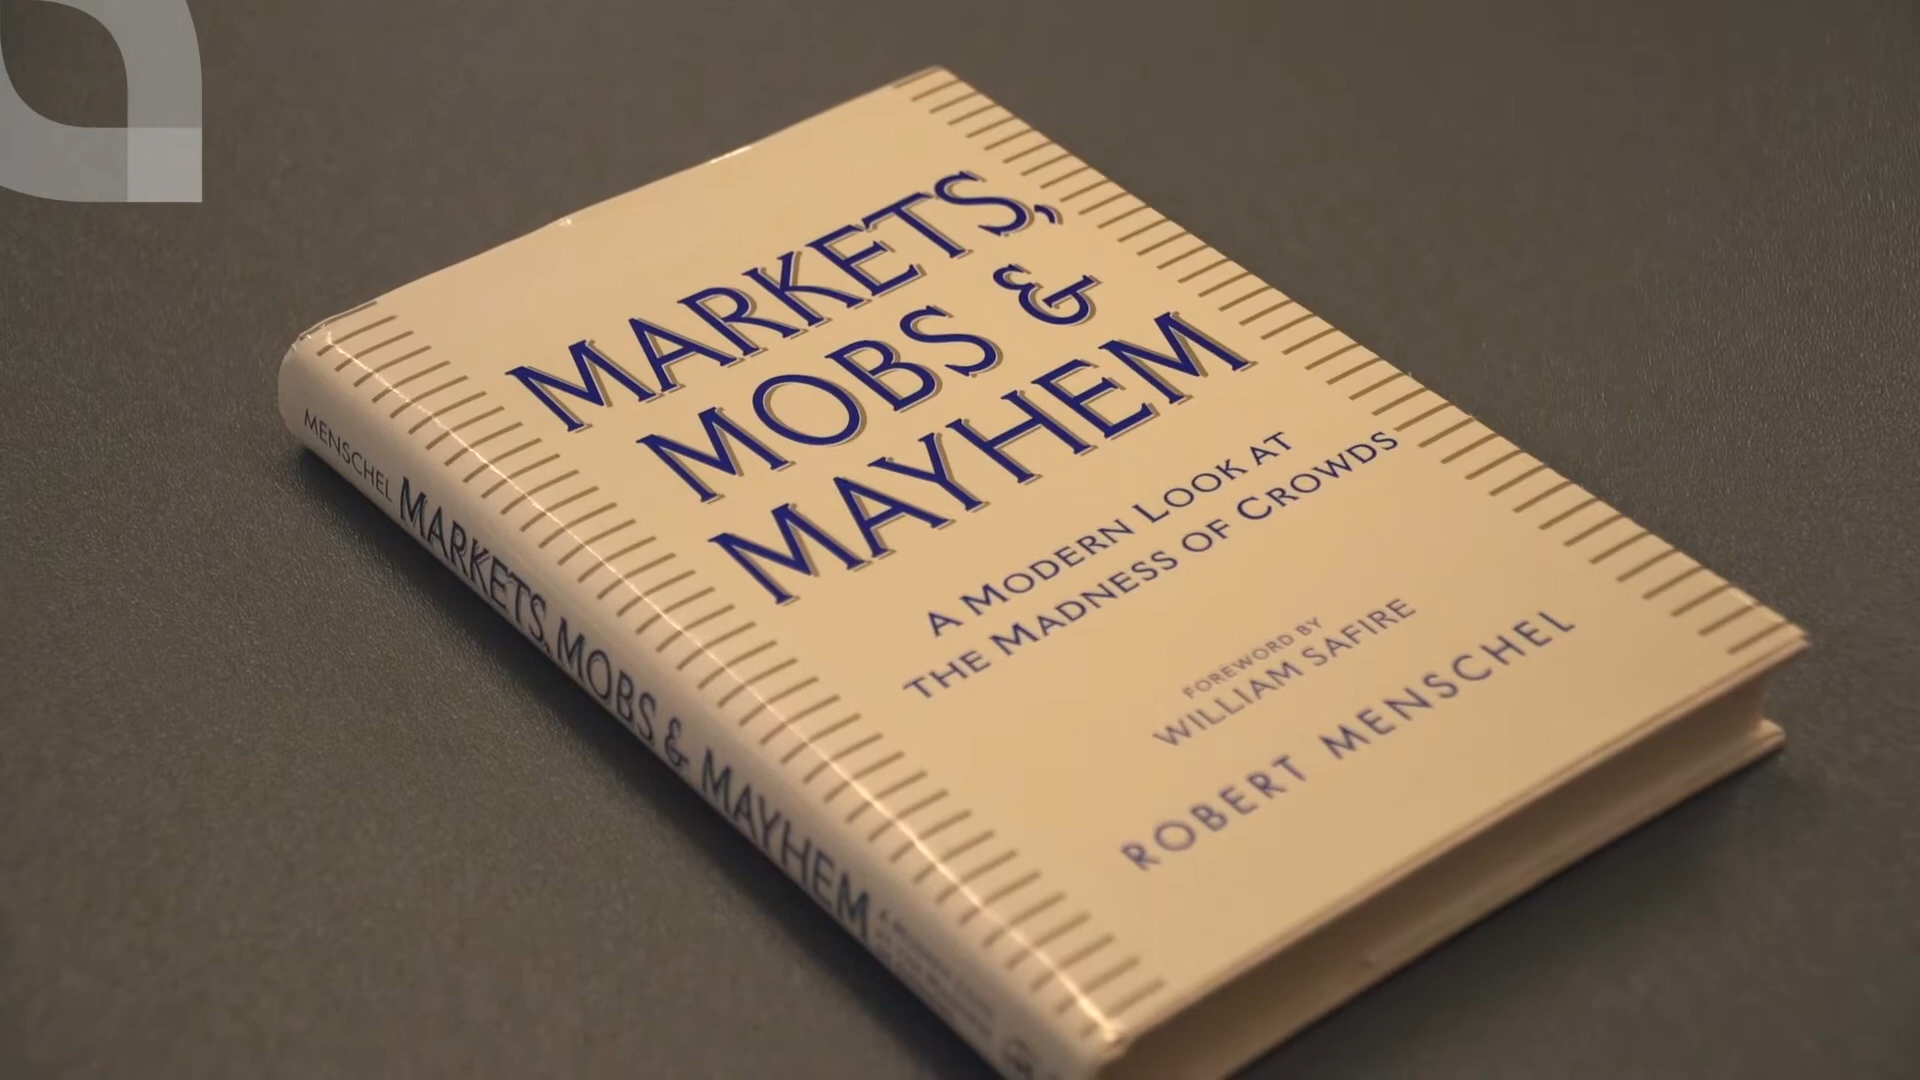 MARKETS,
MOBS &
MAYHEM
A MODERN LOOK AT
THE MADNESS OF CROWDS
FOREWORD BY
WILLIAM SAFIRE
ROBERT MENSCHEL
MENSCHEL MARKETS, MOBS & MAYHEM